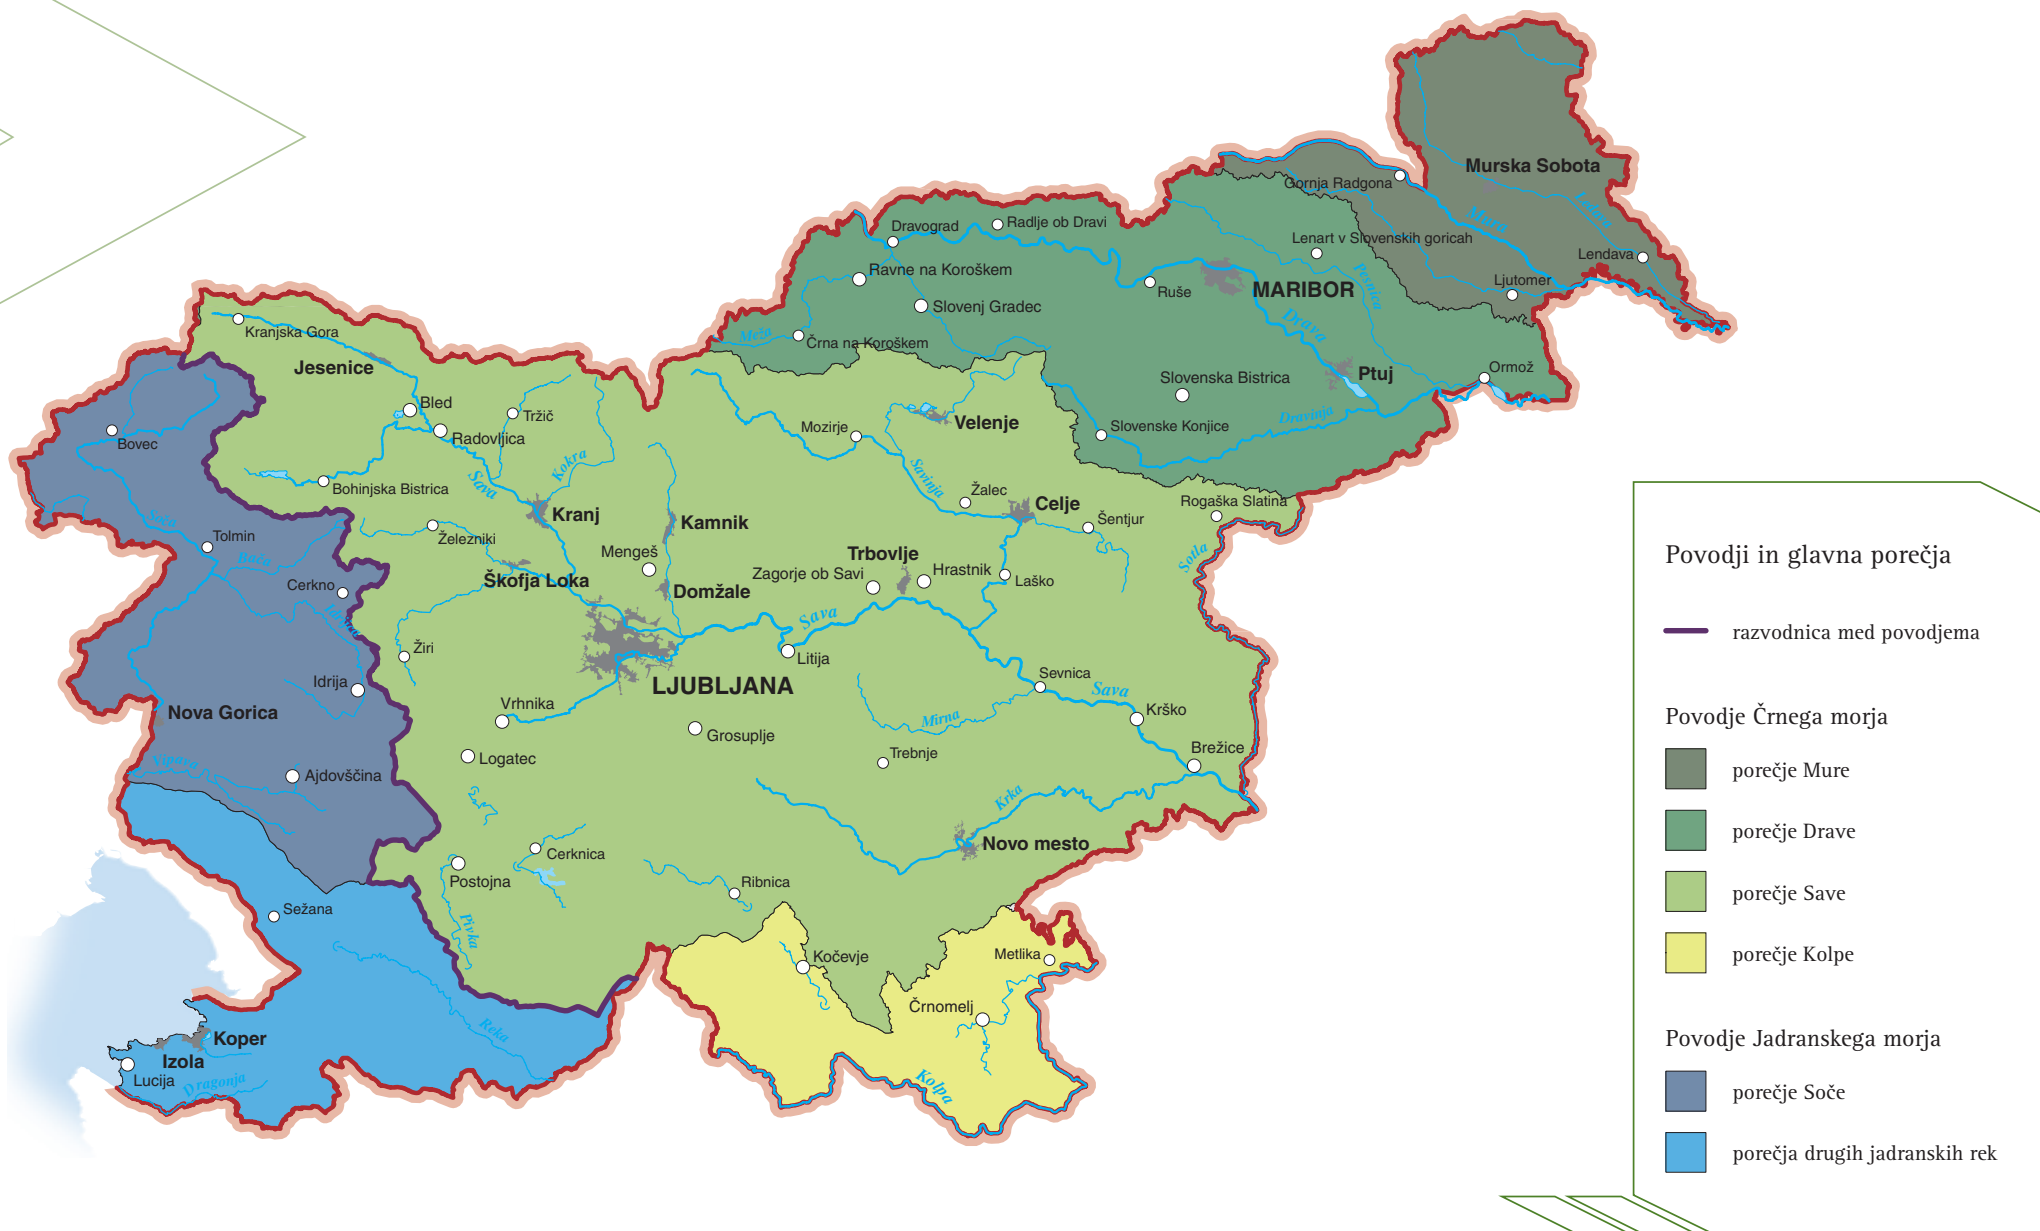 Murska Sobota
Gornja Radgona
Mura
Ledava
Dravograd
Radlje ob Dravi
Lenart v Slovenskih goricah
Lendava
Ravne na Koroškem
Pesnica
Ruše
MARIBOR
Ljutomer
Slovenj Gradec
Kranjska Gora
Meža
Črna na Koroškem
Drava
Jesenice
Ptuj
Ormož
Slovenska Bistrica
Bled
Tržič
Velenje
Dravinja
Bovec
Radovljica
Mozirje
Slovenske Konjice
Kokra
Savinja
Sava
Bohinjska Bistrica
Žalec
Rogaška Slatina
Celje
Soča
Kranj
Kamnik
Šentjur
Tolmin
Železniki
Mengeš
Trbovlje
Sotla
Bača
Škofja Loka
Zagorje ob Savi
Hrastnik
Laško
Cerkno
Domžale
Idrijca
Sava
Žiri
Litija
Idrija
LJUBLJANA
Sevnica
Sava
Vrhnika
Nova Gorica
Mirna
Krško
Grosuplje
Brežice
Vipava
Logatec
Trebnje
Ajdovščina
Krka
Novo mesto
Cerknica
Postojna
Ribnica
Sežana
Pivka
Kočevje
Metlika
Črnomelj
Reka
Koper
Izola
Lucija
Dragonja
Kolpa
Povodji in glavna porečja
razvodnica med povodjema
Povodje Črnega morja
porečje Mure
porečje Drave
porečje Save
porečje Kolpe
Povodje Jadranskega morja
porečje Soče
porečja drugih jadranskih rek